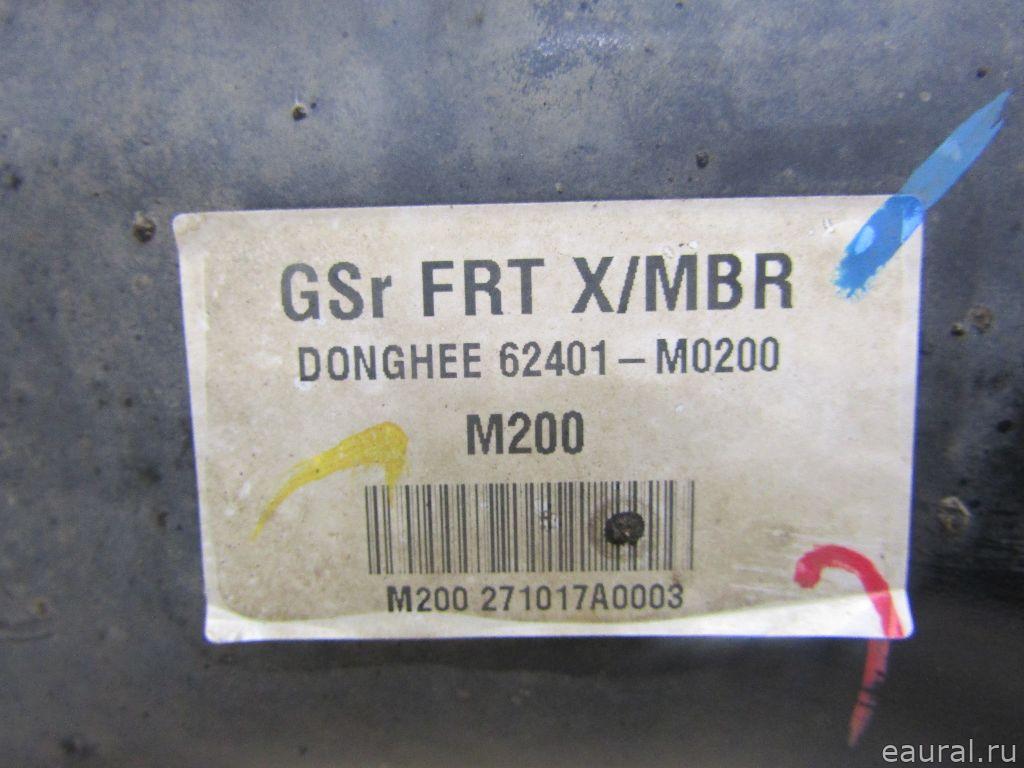 GSr FRT X/MBR
DONGHEE 62401-M0200
M200
M200 271017A0003
eaural.ru